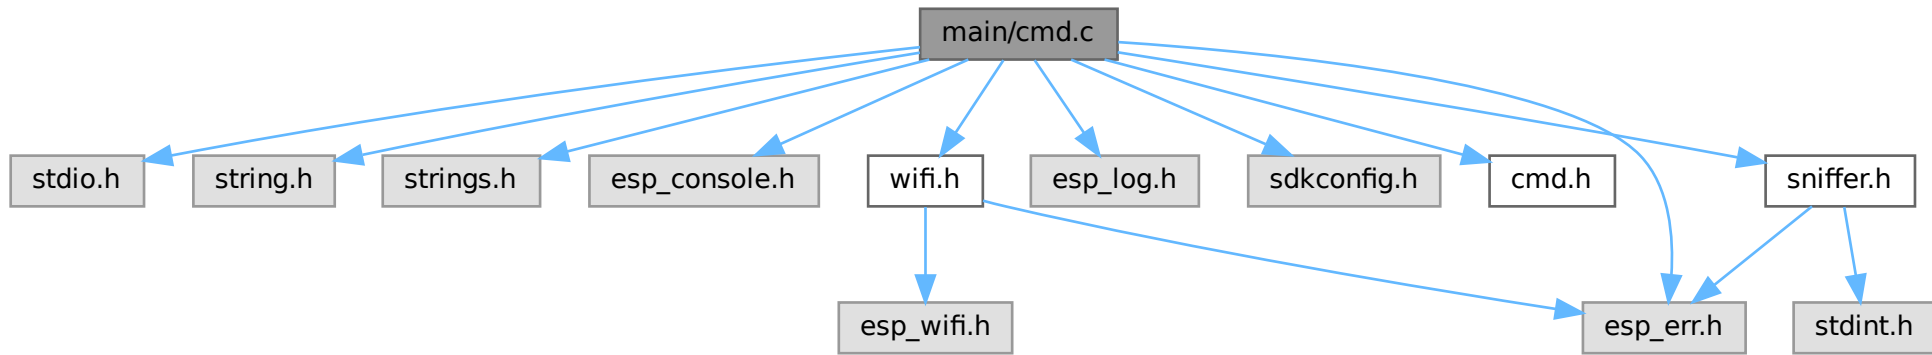 main/cmd.c
stdio.h
string.h
strings.h
esp_console.h
wifi.h
esp_log.h
sdkconfig.h
cmd.h
sniffer.h
esp_wifi.h
esp_err.h
stdint.h